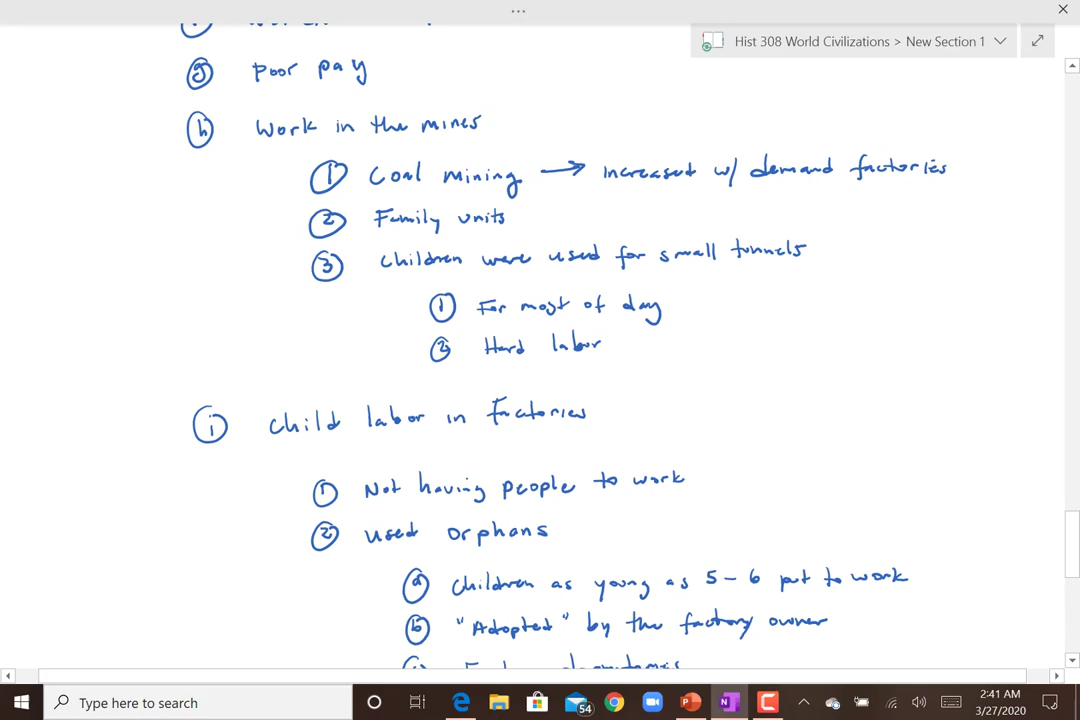 Hist 308 World Civilizations > New Section 1
g Poor pay
h Work in the mines
1 Coal mining → increased w/ demand factories
2 Family units
3 Children were used for small tunnels
1 For most of day
2 Hard labor
i Child labor in Factories
1 Not having people to work
2 used orphans
a Children as young as 5-6 put to work
b "Adopted" by the factory owner
Type here to search
54
2:41 AM
3/27/2020